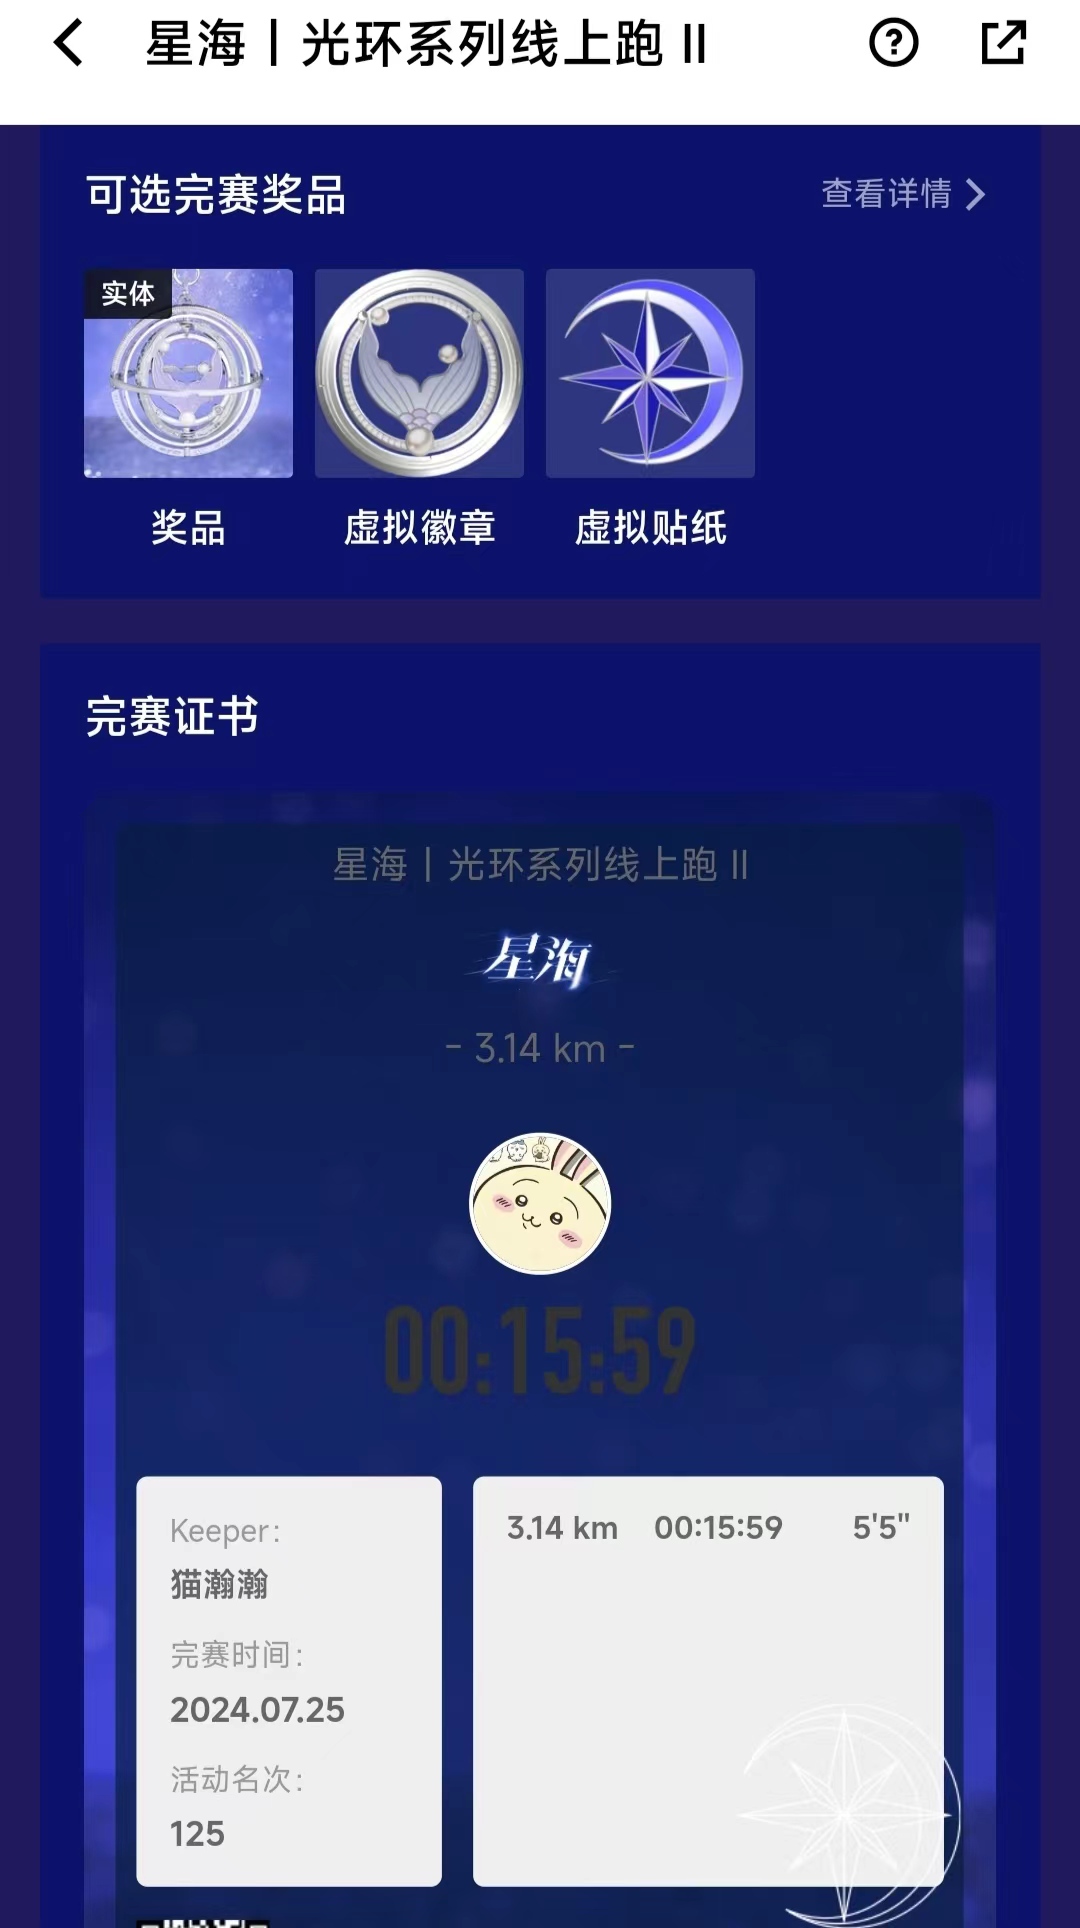 星海丨光环系列线上跑 II
可选完赛奖品
查看详情
实体
奖品
虚拟徽章
虚拟贴纸
完赛证书
星海丨光环系列线上跑 II
星海
- 3.14 km -
00:15:59
Keeper:
猫瀚瀚
完赛时间:
2024.07.25
活动名次:
125
3.14 km 00:15:59 5'5"